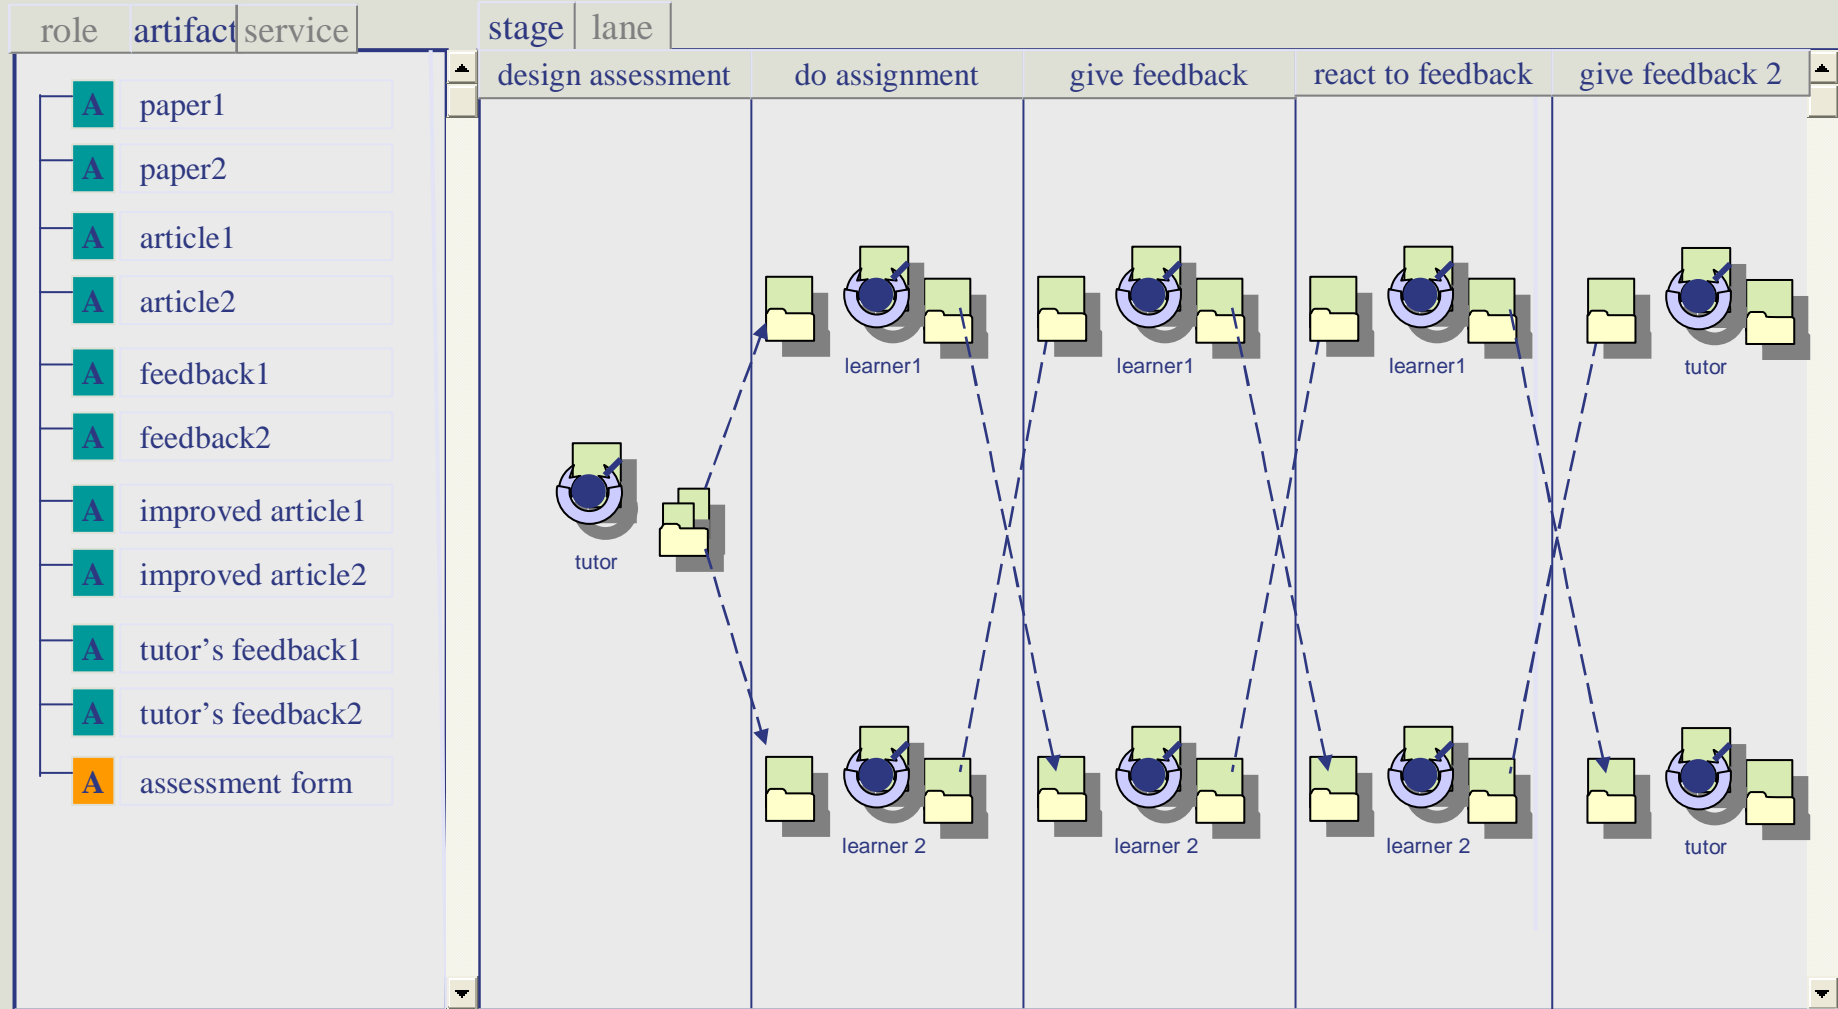 role artifact service
A paper1
A paper2
A article1
A article2
A feedback1
A feedback2
A improved article1
A improved article2
A tutor’s feedback1
A tutor’s feedback2
A assessment form
stage lane
design assessment do assignment give feedback react to feedback give feedback 2
learner1 learner1 learner1 tutor
tutor
learner 2 learner 2 learner 2 tutor